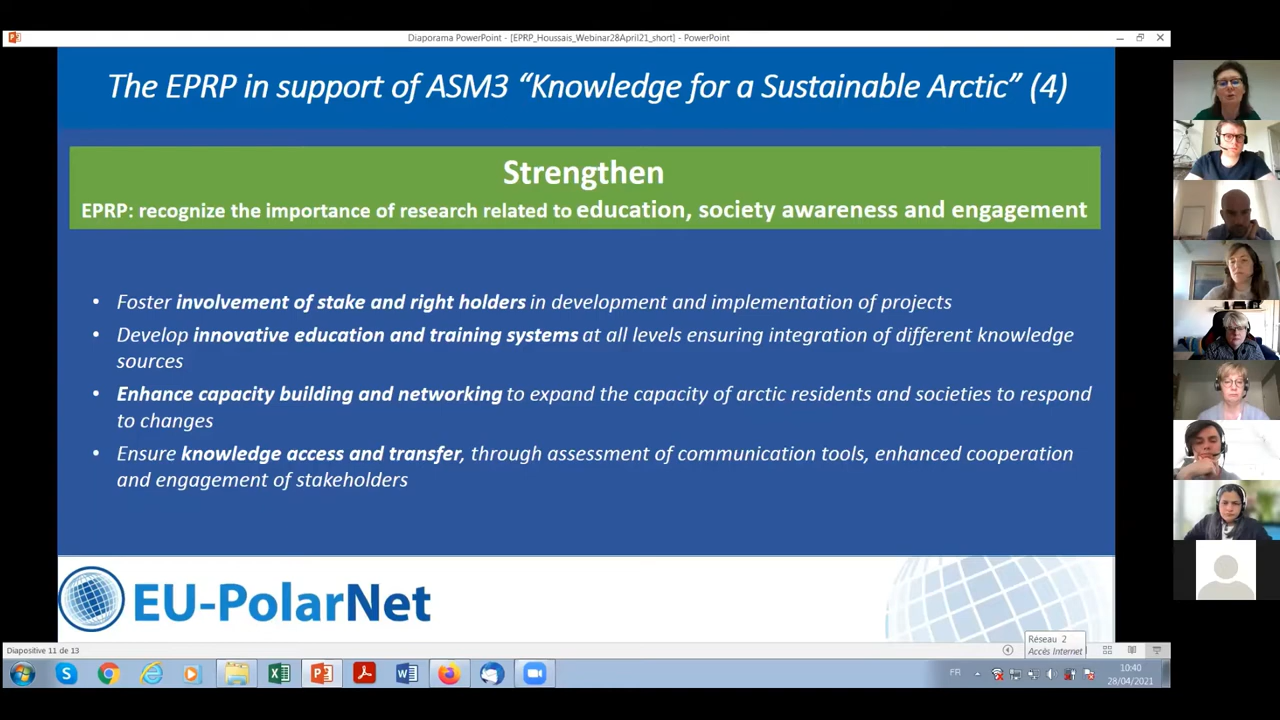 Diaporama PowerPoint - [EPRP_Houssais_Webinar28April21_short] - PowerPoint
The EPRP in support of ASM3 “Knowledge for a Sustainable Arctic” (4)
Strengthen
EPRP: recognize the importance of research related to education, society awareness and engagement
• Foster involvement of stake and right holders in development and implementation of projects
• Develop innovative education and training systems at all levels ensuring integration of different knowledge
sources
• Enhance capacity building and networking to expand the capacity of arctic residents and societies to respond
to changes
• Ensure knowledge access and transfer, through assessment of communication tools, enhanced cooperation
and engagement of stakeholders
EU-PolarNet
Réseau 2
Accès Internet
Diapositive 11 de 13
FR
10:40
28/04/2021